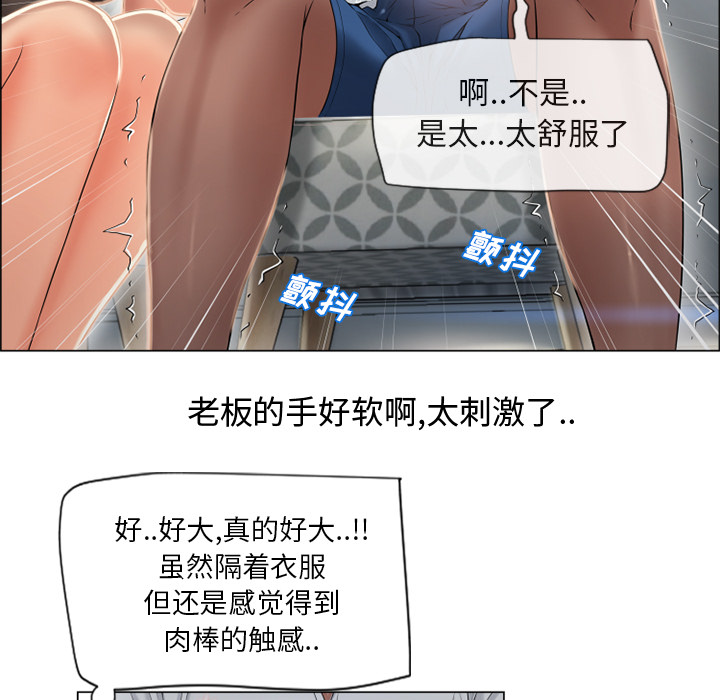 啊..不是..
是太...太舒服了
颤抖
颤抖
老板的手好软啊,太刺激了..
好..好大,真的好大..!!
虽然隔着衣服
但还是感觉得到
肉棒的触感..